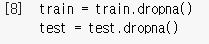 [8] train = train.dropna()
test = test.dropna()